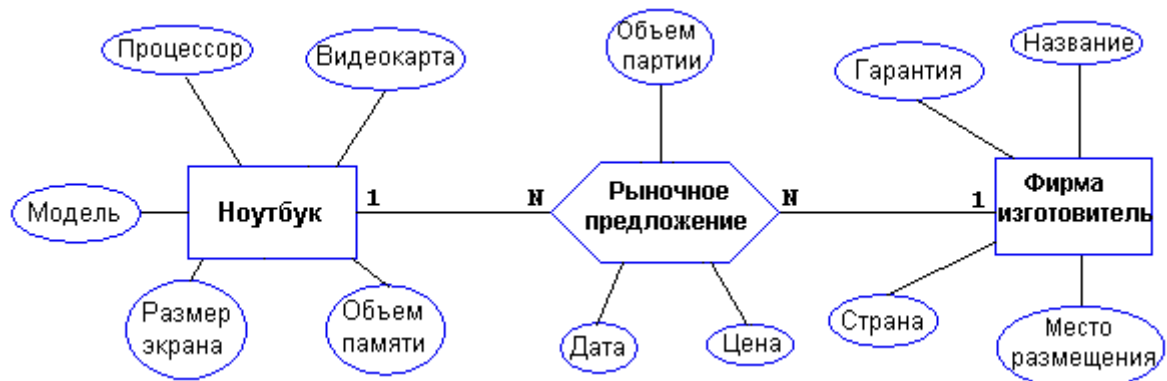 Процессор
Видеокарта
Объем
партии
Гарантия
Название
Модель
Ноутбук
1
N
Рыночное
предложение
N
1
Фирма
изготовитель
Размер
экрана
Объем
памяти
Дата
Цена
Страна
Место
размещения